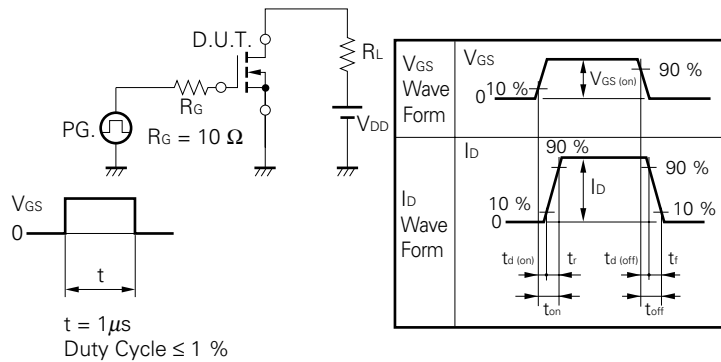 D.U.T.
RL
RG
PG.
RG = 10 Ω
VDD
VGS
0
t
t = 1μs
Duty Cycle ≤ 1 %
VGS
Wave
Form
VGS
10 %
0
VGS (on)
90 %
ID
Wave
Form
ID
90 %
90 %
10 %
ID
10 %
0
td (on) tr td (off) tf
ton toff